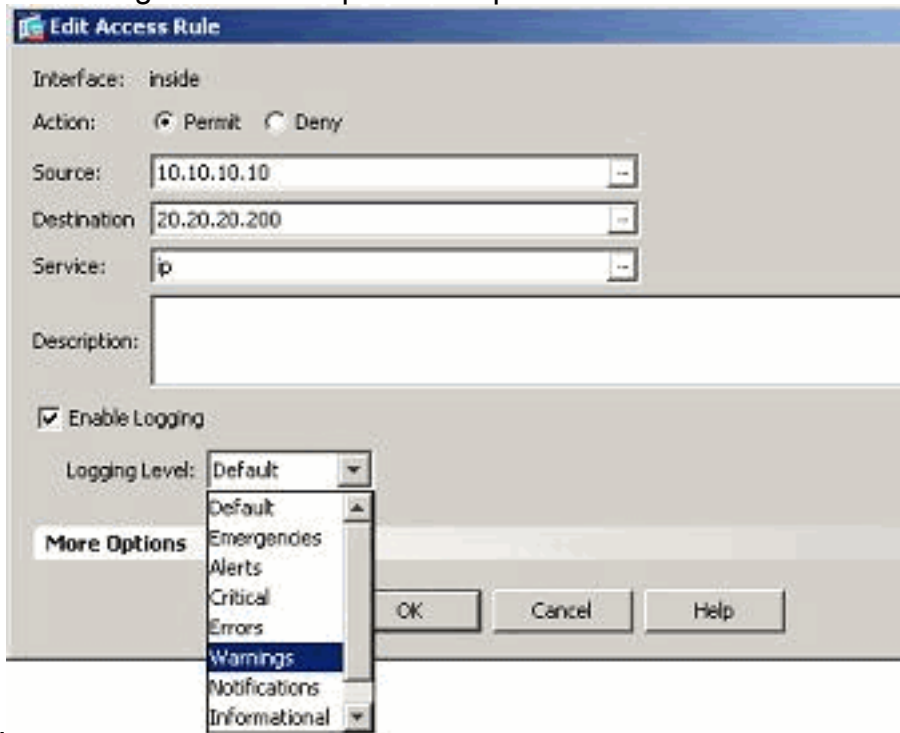 Edit Access Rule
Interface: inside
Action: Permit Deny
Source: 10.10.10.10 ...
Destination 20.20.20.200 ...
Service: ip ...
Description:
Enable Logging
Logging Level: Default
Default
Emergencies
More Options
Alerts
Critical
OK Cancel Help
Errors
Warnings
Notifications
Informational